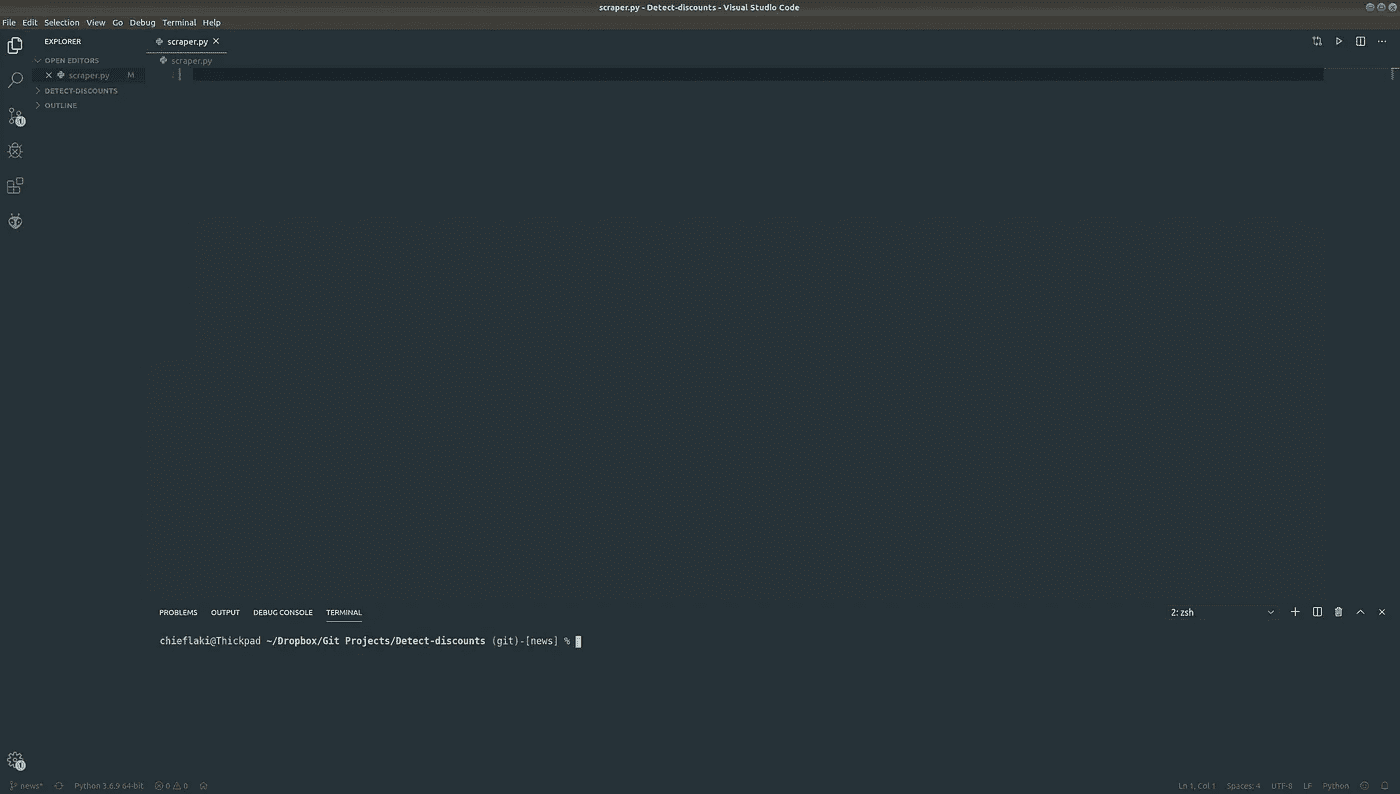 scraper.py - Detect-discounts - Visual Studio Code
File Edit Selection View Go Debug Terminal Help
EXPLORER
scraper.py
OPEN EDITORS
scraper.py
scraper.py M
DETECT-DISCOUNTS
OUTLINE
1
PROBLEMS OUTPUT DEBUG CONSOLE TERMINAL 2: zsh
chieflaki@Thickpad ~/Dropbox/Git Projects/Detect-discounts (git)-[news] %
1
news* Python 3.6.9 64-bit 0 0 Ln 1, Col 1 Spaces: 4 UTF-8 LF Python